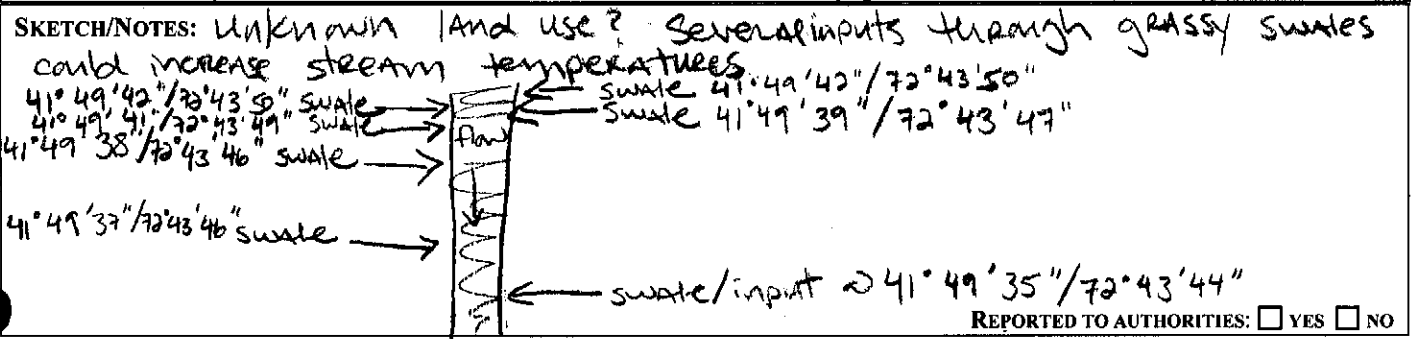 SKETCH/NOTES: Unknown land use? Several inputs through grassy swales
could increase stream temperatures.
41° 49' 42"/72° 43' 50" swale
41° 49' 41"/72° 43' 49" swale
41° 49' 38"/72° 43' 46" swale
41° 49' 37"/72° 43' 46" swale
flow
swale 41° 49' 42"/72° 43' 50"
swale 41° 49' 39"/72° 43' 47"
swale/input @ 41° 49' 35"/72° 43' 44"
REPORTED TO AUTHORITIES: ☐ YES ☐ NO